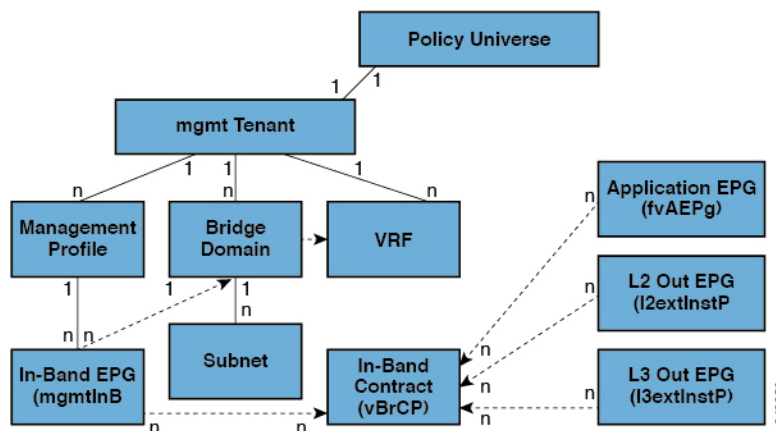 Policy Universe
1
1
mgmt Tenant
1
1
1
n
n
n
Management
Profile
Bridge
Domain
VRF
Application EPG
(fvAEPg)
n
1
1
1
L2 Out EPG
(l2extInstP
n
n
n
n
In-Band EPG
(mgmtInB
Subnet
In-Band
Contract
(vBrCP)
L3 Out EPG
(l3extInstP)
n
n
n
n
n
n